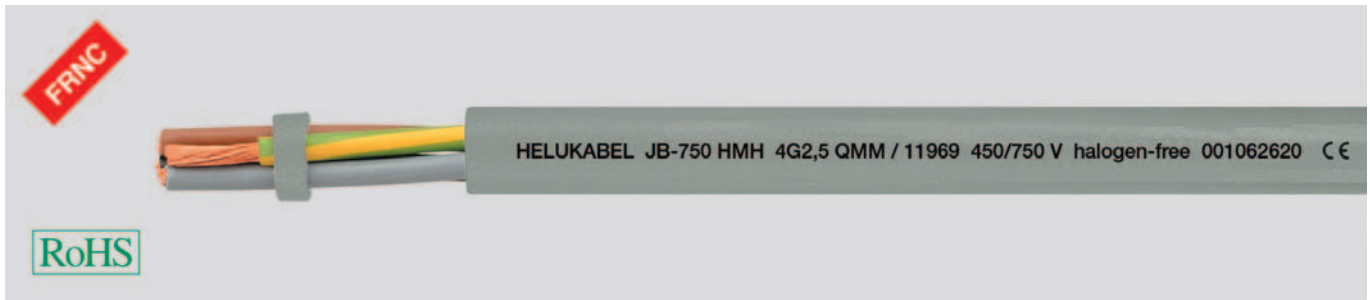 FRNC
HELUKABEL JB-750 HMH 4G2,5 QMM / 11969 450/750 V halogen-free 001062620 CE
RoHS